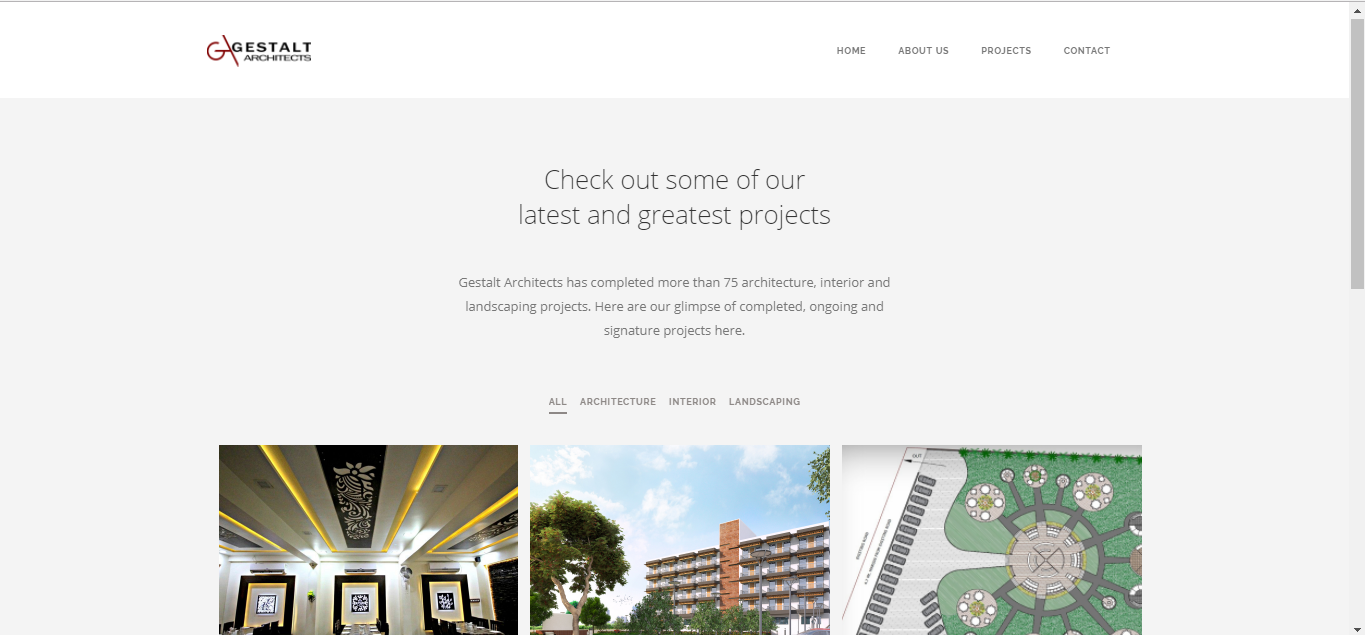 GESTALT
ARCHITECTS
HOME ABOUT US PROJECTS CONTACT
Check out some of our
latest and greatest projects
Gestalt Architects has completed more than 75 architecture, interior and
landscaping projects. Here are our glimpse of completed, ongoing and
signature projects here.
ALL ARCHITECTURE INTERIOR LANDSCAPING
OUT